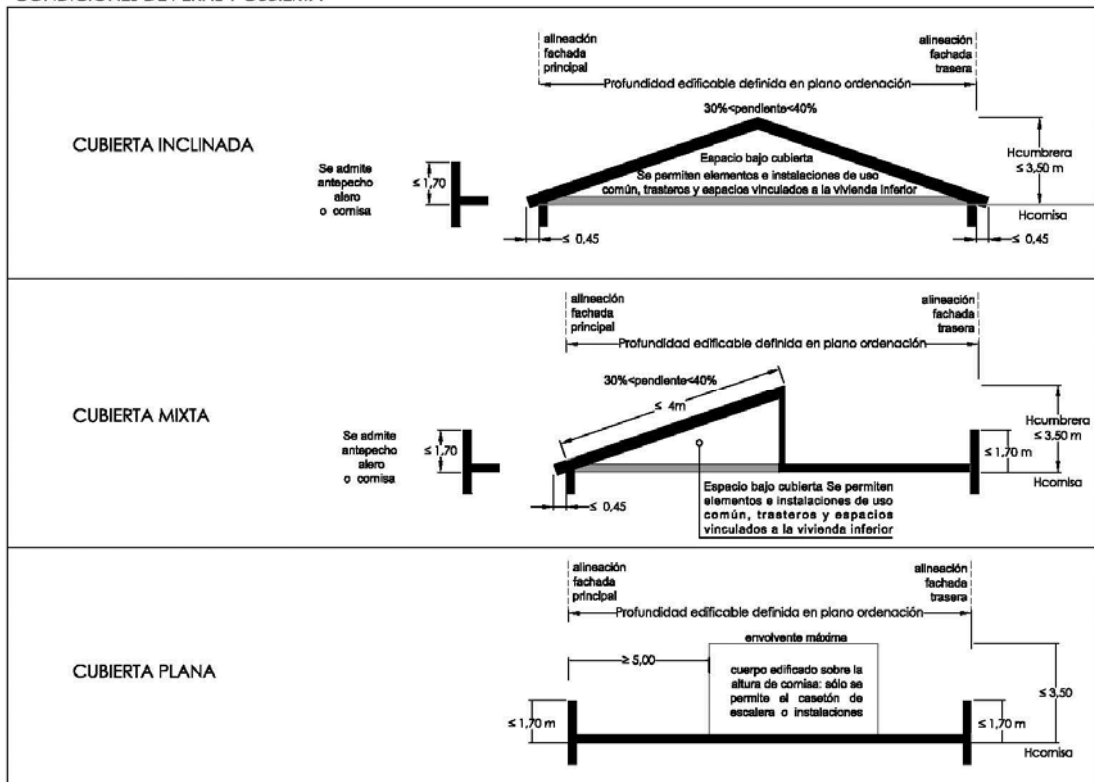 CUBIERTA INCLINADA
alineación
fachada
principal
alineación
fachada
trasera
Profundidad edificable definida en plano ordenación
30%<pendiente<40%
Espacio bajo cubierta
Se permiten elementos e instalaciones de uso
común, trasteros y espacios vinculados a la vivienda inferior
Se admite
antepecho
alero
o cornisa
≤ 1,70
Hcumbrera
≤ 3,50 m
Hcornisa
≤ 0,45
≤ 0,45
CUBIERTA MIXTA
alineación
fachada
principal
alineación
fachada
trasera
Profundidad edificable definida en plano ordenación
30%<pendiente<40%
≤ 4m
Se admite
antepecho
alero
o cornisa
≤ 1,70
Hcumbrera
≤ 3,50 m
≤ 1,70 m
Hcornisa
≤ 0,45
Espacio bajo cubierta Se permiten
elementos e instalaciones de uso
común, trasteros y espacios
vinculados a la vivienda inferior
CUBIERTA PLANA
alineación
fachada
principal
alineación
fachada
trasera
Profundidad edificable definida en plano ordenación
envolvente máxima
≥ 5,00
cuerpo edificado sobre la
altura de cornisa: sólo se
permite el casetón de
escalera o instalaciones
≤ 3,50
≤ 1,70 m
≤ 1,70 m
Hcornisa